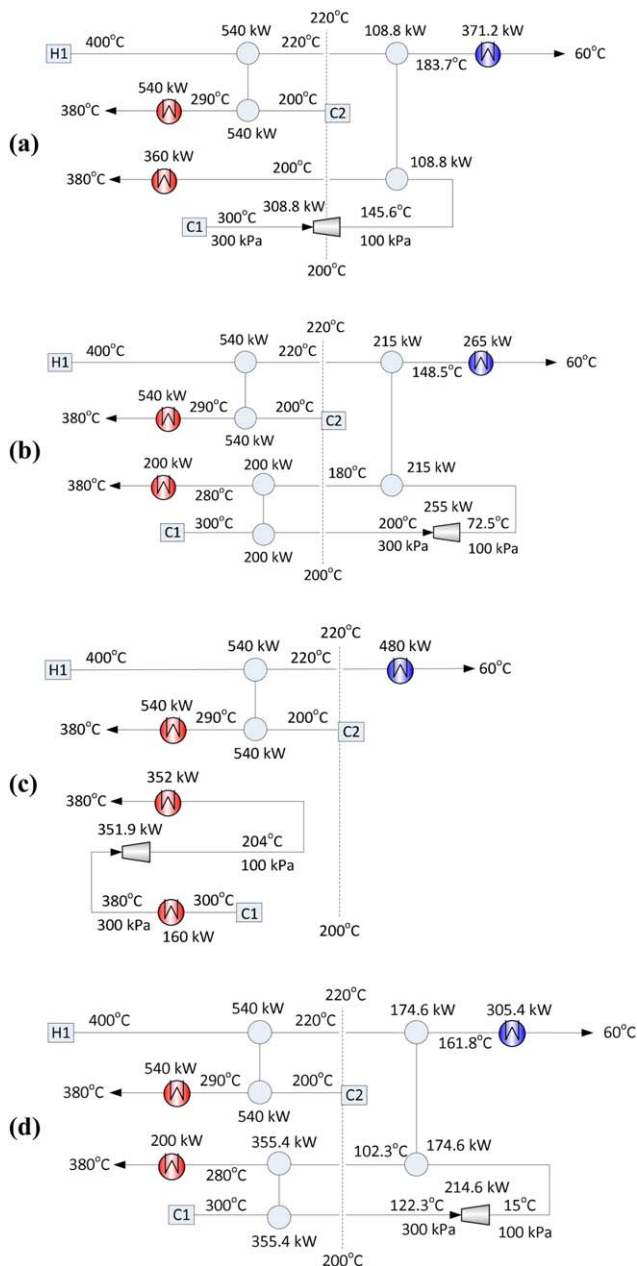 220°C
540 kW
108.8 kW
371.2 kW
H1
400°C
220°C
183.7°C
60°C
540 kW
380°C
290°C
200°C
C2
540 kW
(a)
360 kW
380°C
200°C
108.8 kW
C1
300°C
300 kPa
308.8 kW
145.6°C
100 kPa
200°C
220°C
540 kW
215 kW
265 kW
H1
400°C
220°C
148.5°C
60°C
540 kW
380°C
290°C
200°C
C2
540 kW
(b)
200 kW
200 kW
180°C
215 kW
380°C
280°C
255 kW
C1
300°C
200°C
72.5°C
200 kW
300 kPa
100 kPa
200°C
220°C
540 kW
480 kW
H1
400°C
220°C
60°C
540 kW
380°C
290°C
200°C
C2
540 kW
(c)
352 kW
380°C
351.9 kW
204°C
100 kPa
380°C
300°C
C1
300 kPa
160 kW
200°C
220°C
540 kW
174.6 kW
305.4 kW
H1
400°C
220°C
161.8°C
60°C
540 kW
380°C
290°C
200°C
C2
540 kW
(d)
200 kW
355.4 kW
102.3°C
174.6 kW
380°C
280°C
214.6 kW
C1
300°C
122.3°C
15°C
355.4 kW
300 kPa
100 kPa
200°C